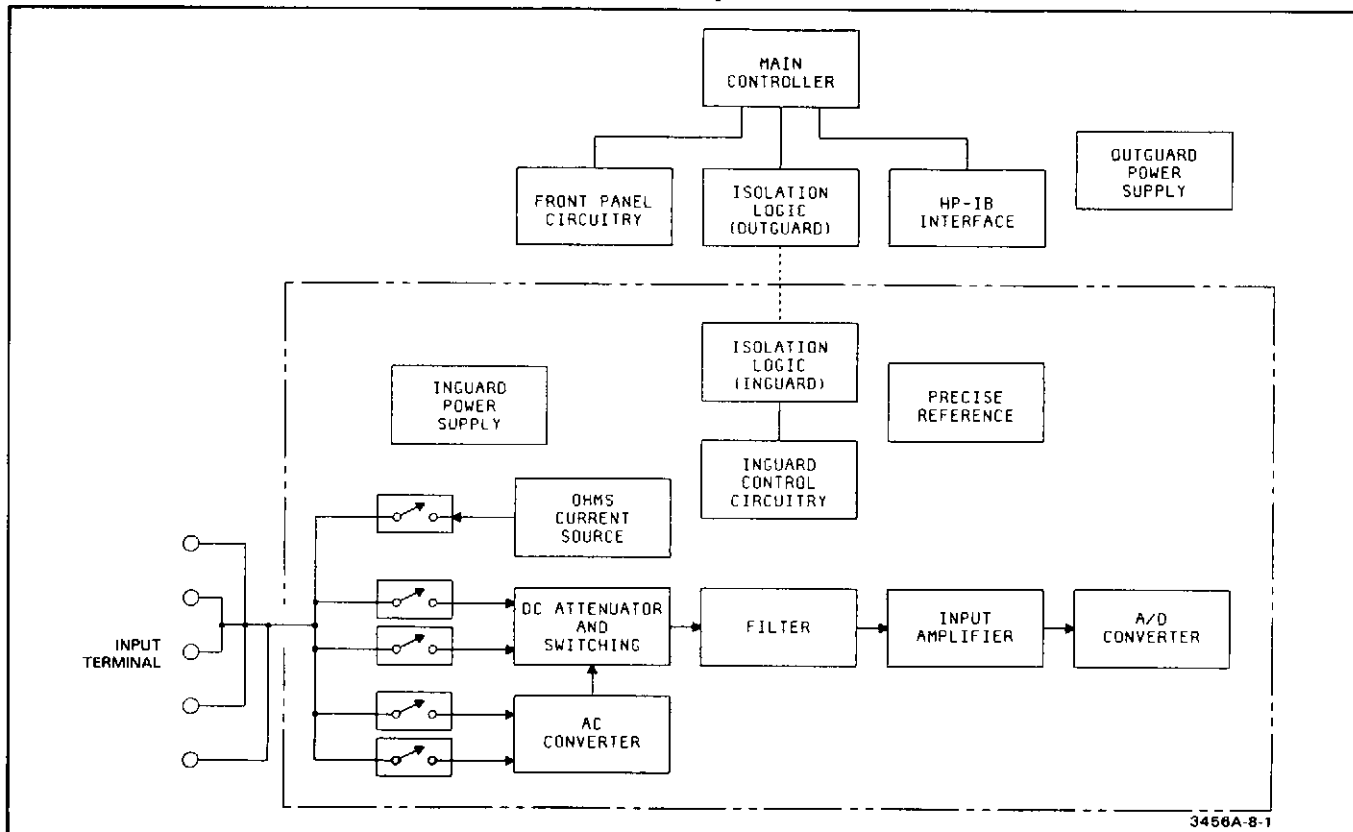 MAIN
CONTROLLER
FRONT PANEL
CIRCUITRY
ISOLATION
LOGIC
(OUTGUARD)
HP-IB
INTERFACE
OUTGUARD
POWER
SUPPLY
INGUARD
POWER
SUPPLY
ISOLATION
LOGIC
(INGUARD)
PRECISE
REFERENCE
INGUARD
CONTROL
CIRCUITRY
OHMS
CURRENT
SOURCE
INPUT
TERMINAL
DC ATTENUATOR
AND
SWITCHING
FILTER
INPUT
AMPLIFIER
A/D
CONVERTER
AC
CONVERTER
3456A-8-1